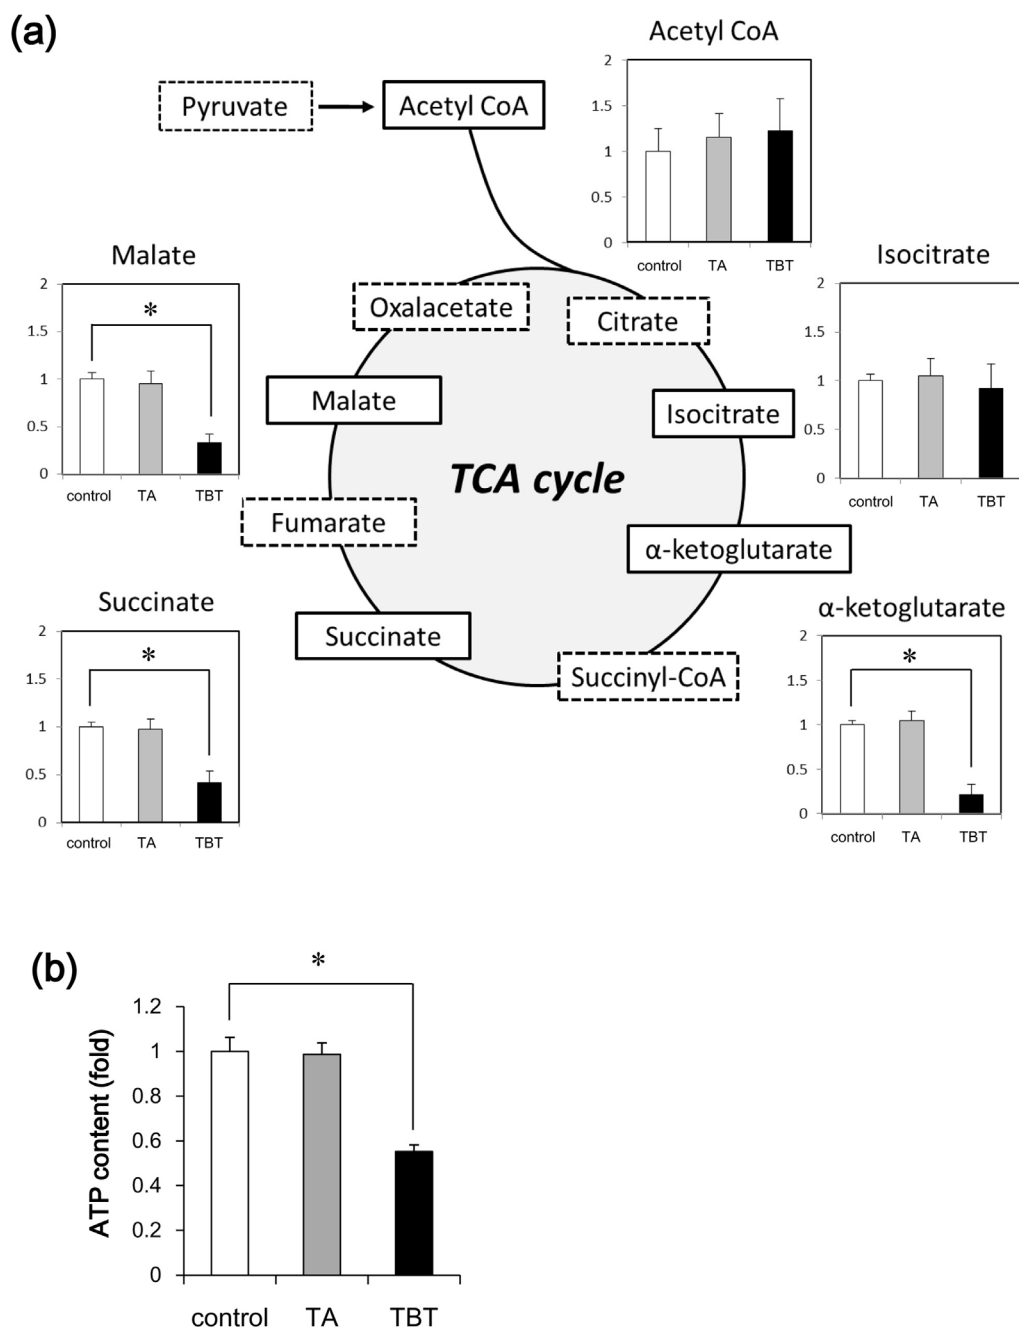 (a)
Acetyl CoA
2
1.5
1
0.5
0
control TA TBT
Pyruvate
Acetyl CoA
Malate
2
1.5
1
0.5
0
control TA TBT
Isocitrate
2
1.5
1
0.5
0
control TA TBT
*
Oxalacetate
Citrate
Malate
Isocitrate
TCA cycle
Fumarate
α-ketoglutarate
Succinate
Succinyl-CoA
Succinate
2
1.5
1
0.5
0
control TA TBT
*
α-ketoglutarate
2
1.5
1
0.5
0
control TA TBT
*
(b)
*
ATP content (fold)
1.2
1
0.8
0.6
0.4
0.2
0
control TA TBT